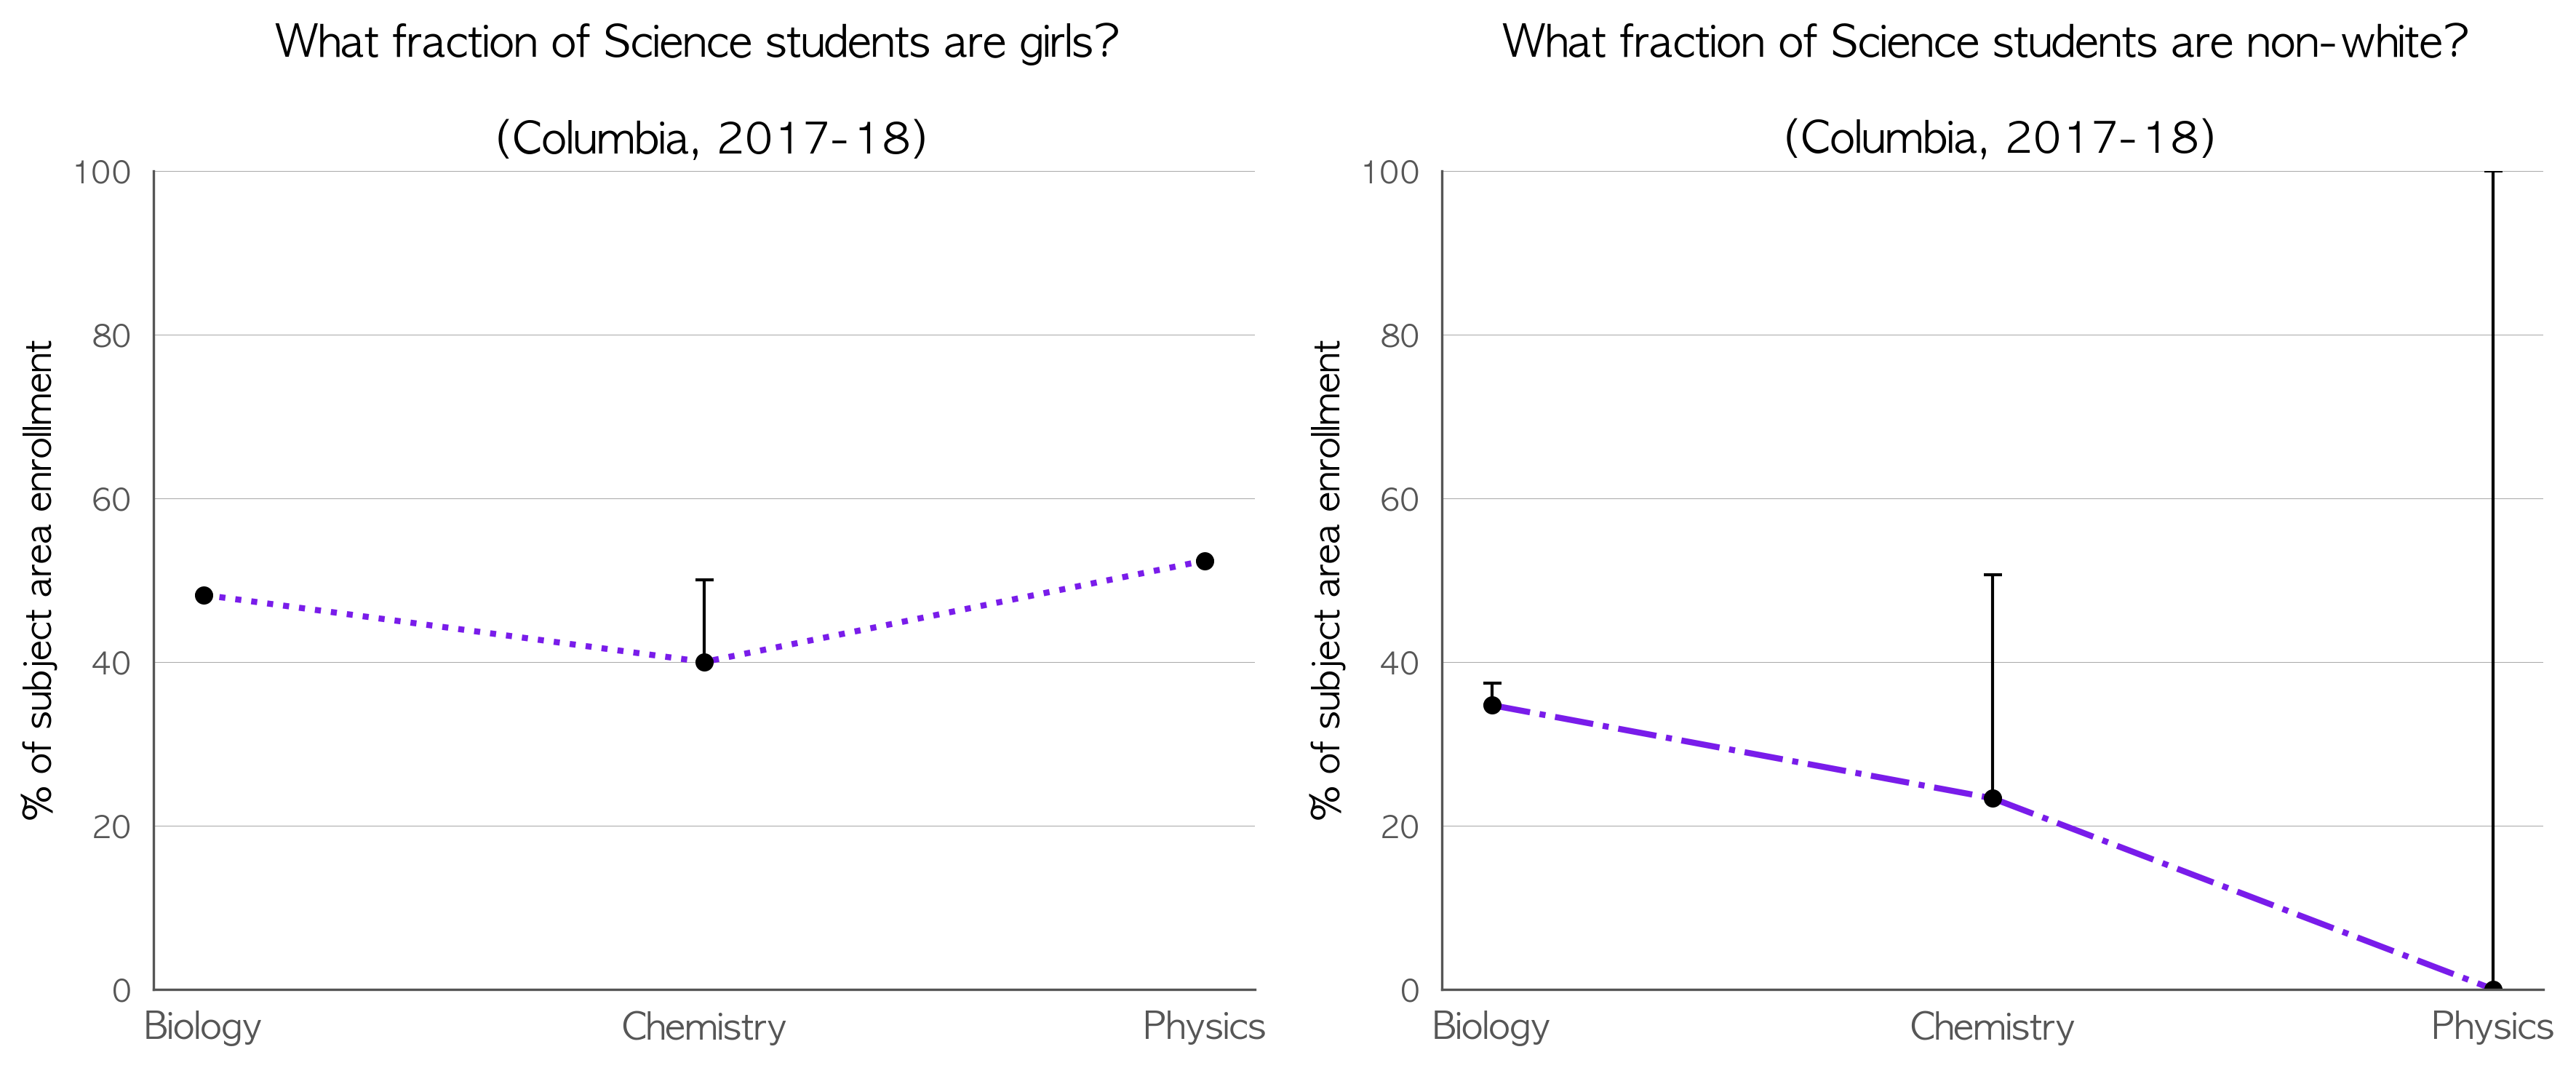 What fraction of Science students are girls?
(Columbia, 2017-18)
100
80
60
40
20
0
% of subject area enrollment
Biology
Chemistry
Physics
What fraction of Science students are non-white?
(Columbia, 2017-18)
100
80
60
40
20
0
% of subject area enrollment
Biology
Chemistry
Physics